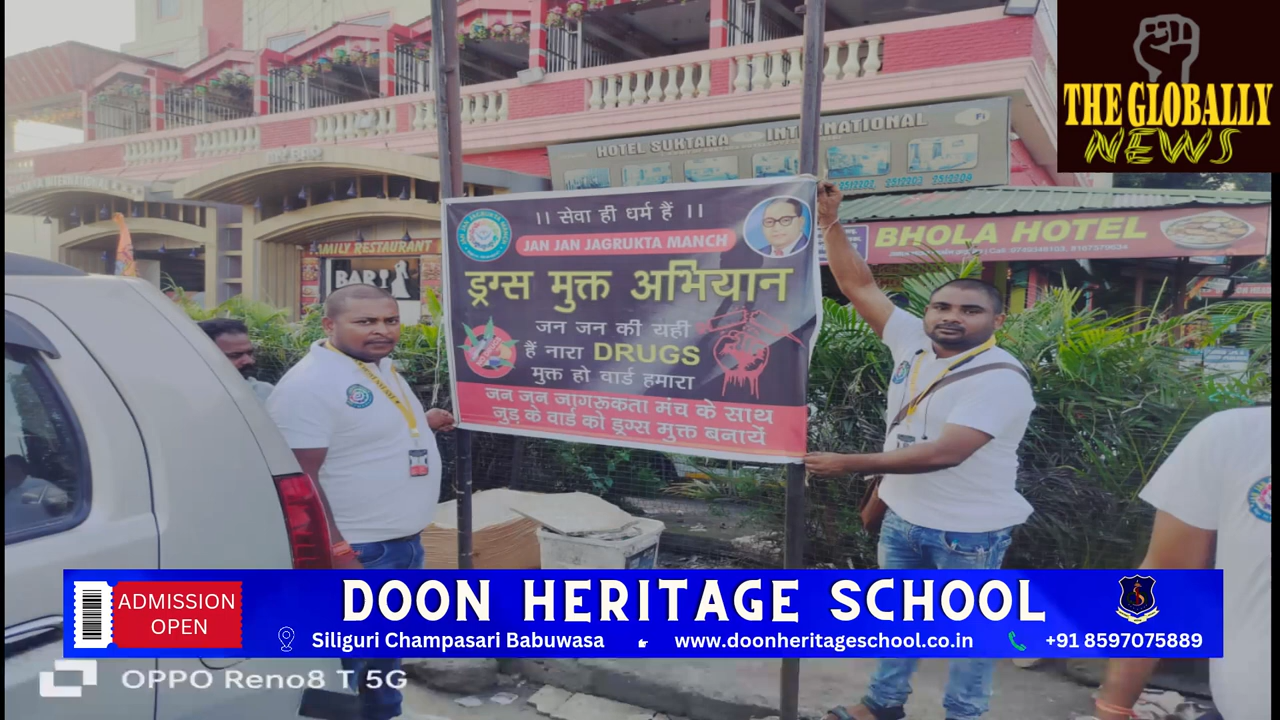 THE GLOBALLY
NEWS
HOTEL SUKTARA INTERNATIONAL
BHOLA HOTEL
FAMILY RESTAURANT
BAR
।। सेवा ही धर्म हैं ।।
JAN JAN JAGRUKTA MANCH
ड्रग्स मुक्त अभियान
जन जन की यही
हैं नारा DRUGS
मुक्त हो वार्ड हमारा
जन जन जागरूकता मंच के साथ
जुड़ के वार्ड को ड्रग्स मुक्त बनायें
ADMISSION
OPEN
DOON HERITAGE SCHOOL
Siliguri Champasari Babuwasa
www.doonheritageschool.co.in
+91 8597075889
OPPO Reno8 T 5G